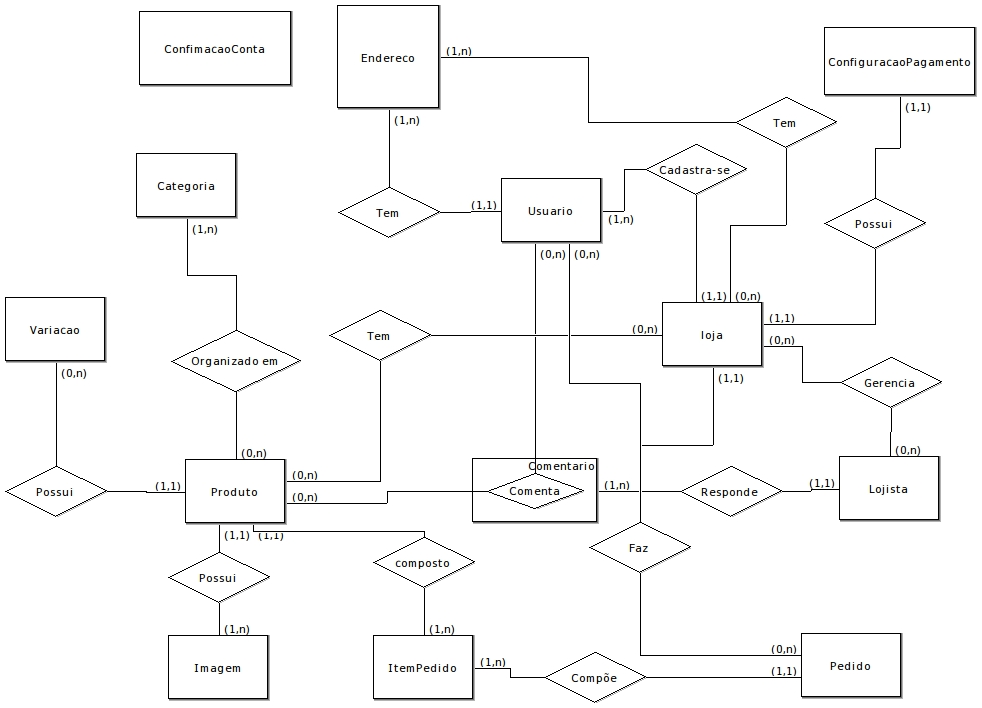 ConfimacaoConta
Endereco
(1,n)
ConfiguracaoPagamento
(1,n)
(1,1)
Tem
Categoria
Cadastra-se
(1,n)
Tem
(1,1)
Usuario
(1,n)
Possui
(0,n)
(0,n)
(1,1)
(0,n)
Variacao
(0,n)
Tem
(0,n)
loja
(1,1)
(0,n)
Organizado em
(1,1)
Gerencia
(0,n)
(0,n)
Possui
(1,1)
Produto
(0,n)
(0,n)
Comentario
Comenta
(1,n)
Responde
(1,1)
Lojista
(1,1)
(1,1)
Faz
composto
Possui
(1,n)
(1,n)
Imagem
ItemPedido
(1,n)
Compõe
(0,n)
(1,1)
Pedido